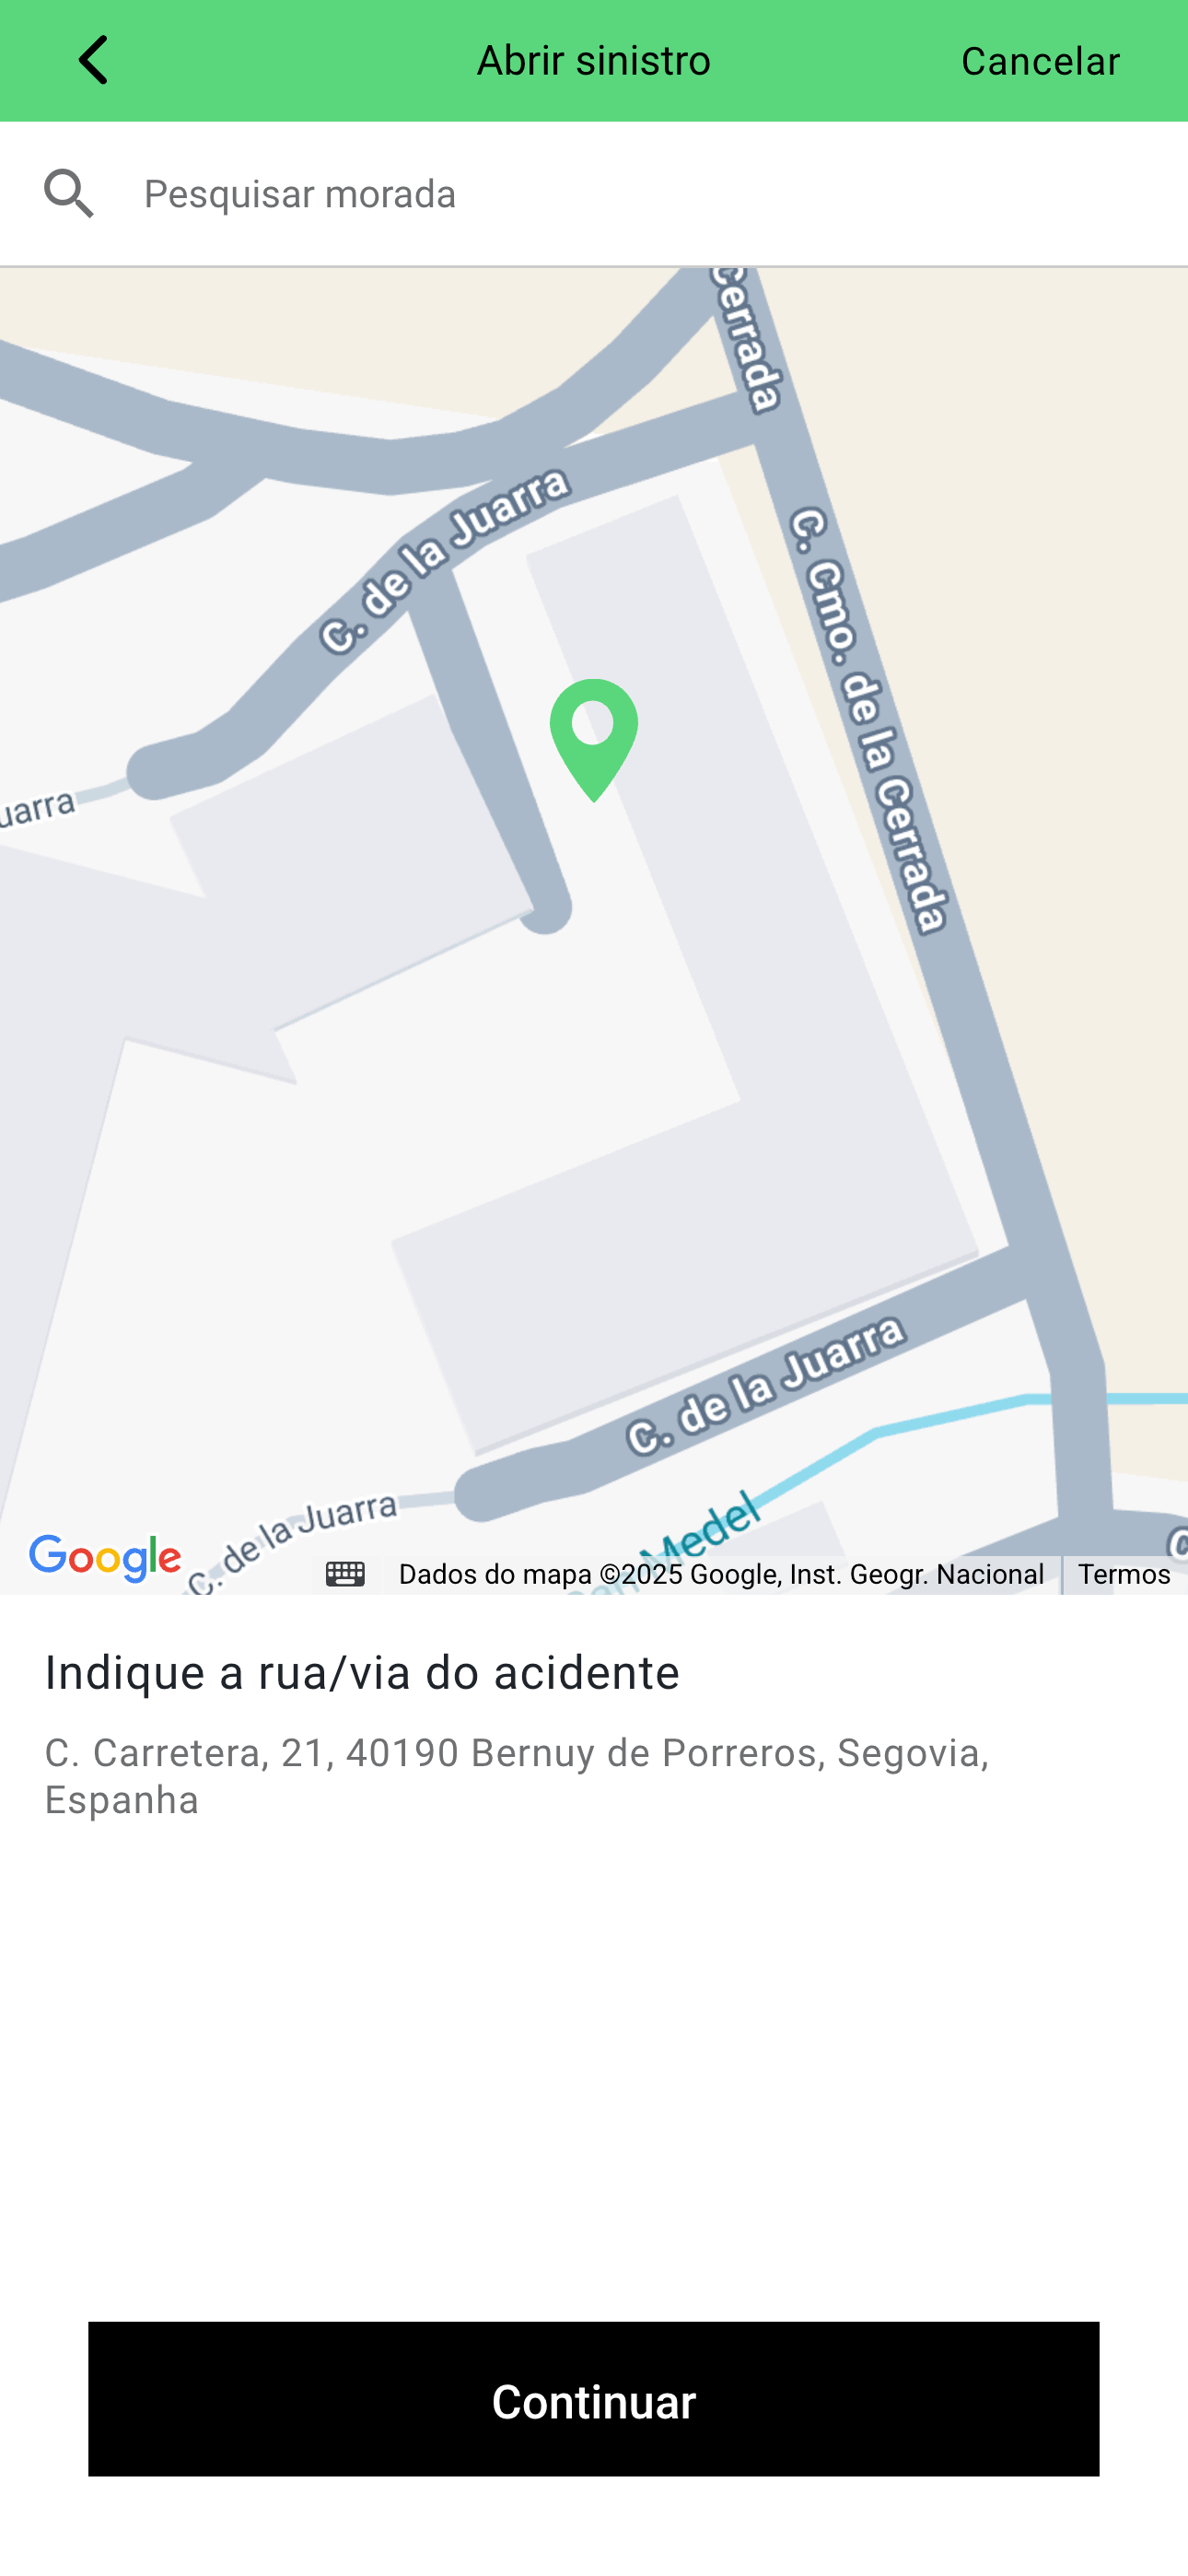 Abrir sinistro
Cancelar
Pesquisar morada
Cerrada
C. de la Juarra
C. Cmo. de la Cerrada
uarra
C. de la Juarra
C. de la Juarra
Medel
Google
Dados do mapa ©2025 Google, Inst. Geogr. Nacional
Termos
Indique a rua/via do acidente
C. Carretera, 21, 40190 Bernuy de Porreros, Segovia,
Espanha
Continuar